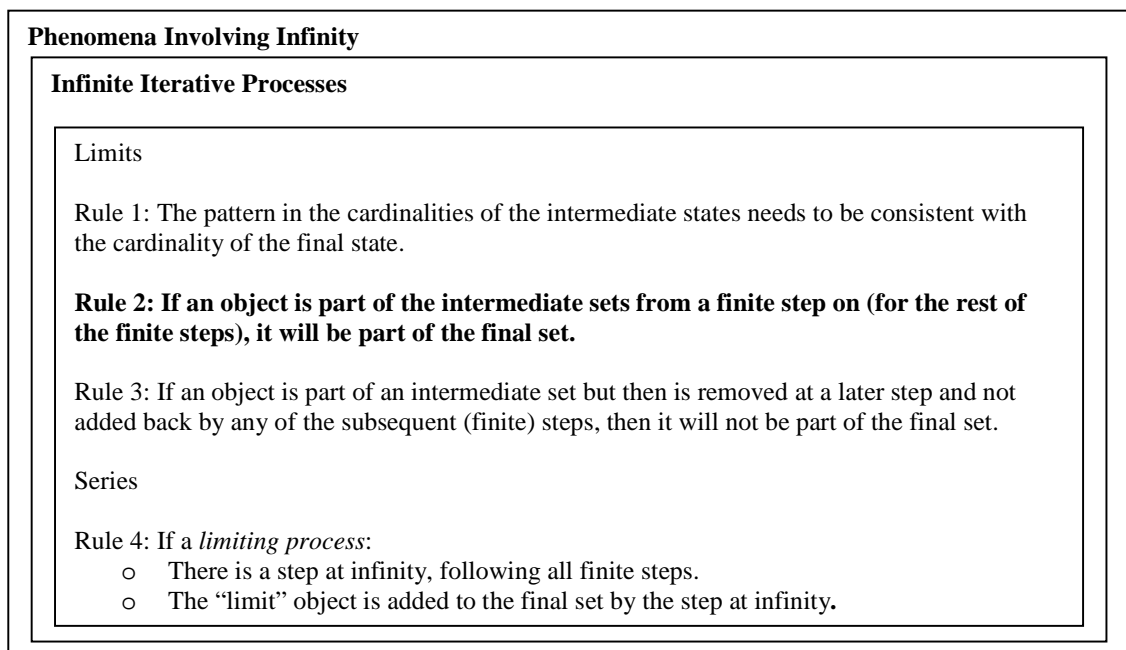 Phenomena Involving Infinity
Infinite Iterative Processes
Limits
Rule 1: The pattern in the cardinalities of the intermediate states needs to be consistent with
the cardinality of the final state.
Rule 2: If an object is part of the intermediate sets from a finite step on (for the rest of
the finite steps), it will be part of the final set.
Rule 3: If an object is part of an intermediate set but then is removed at a later step and not
added back by any of the subsequent (finite) steps, then it will not be part of the final set.
Series
Rule 4: If a limiting process:
o There is a step at infinity, following all finite steps.
o The “limit” object is added to the final set by the step at infinity.